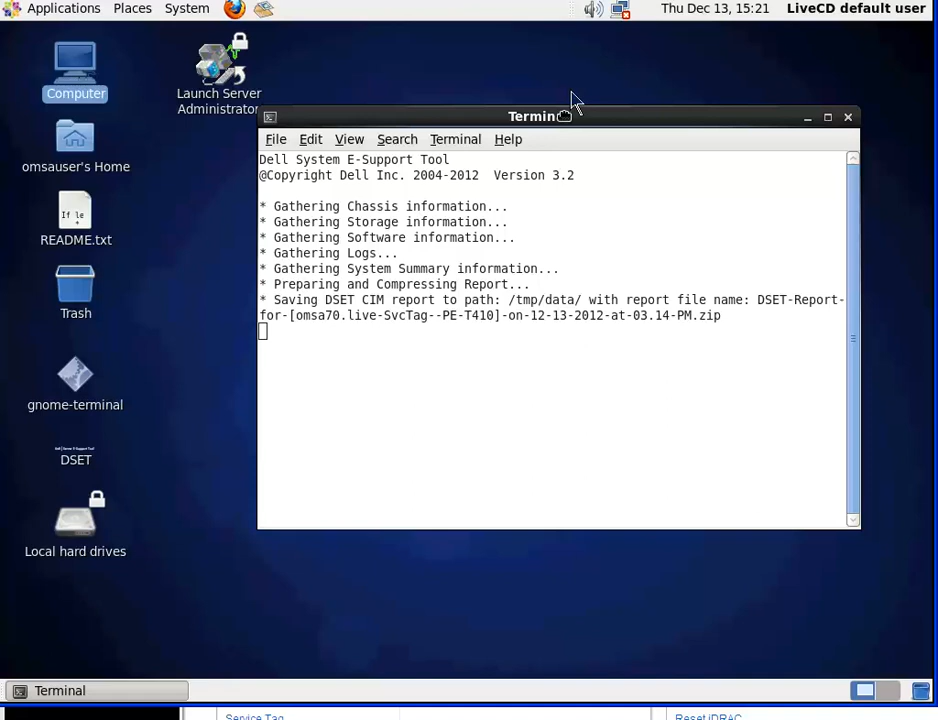 Applications Places System Thu Dec 13, 15:21 LiveCD default user
Computer
Launch Server
Administrator
omsauser's Home
If le
README.txt
Trash
gnome-terminal
DSET
Local hard drives
File Edit View Search Terminal Help
Dell System E-Support Tool
@Copyright Dell Inc. 2004-2012 Version 3.2
* Gathering Chassis information...
* Gathering Storage information...
* Gathering Software information...
* Gathering Logs...
* Gathering System Summary information...
* Preparing and Compressing Report...
* Saving DSET CIM report to path: /tmp/data/ with report file name: DSET-Report-
for-[omsa70.live-SvcTag--PE-T410]-on-12-13-2012-at-03.14-PM.zip
Terminal
Service Tag Reset iDRAC